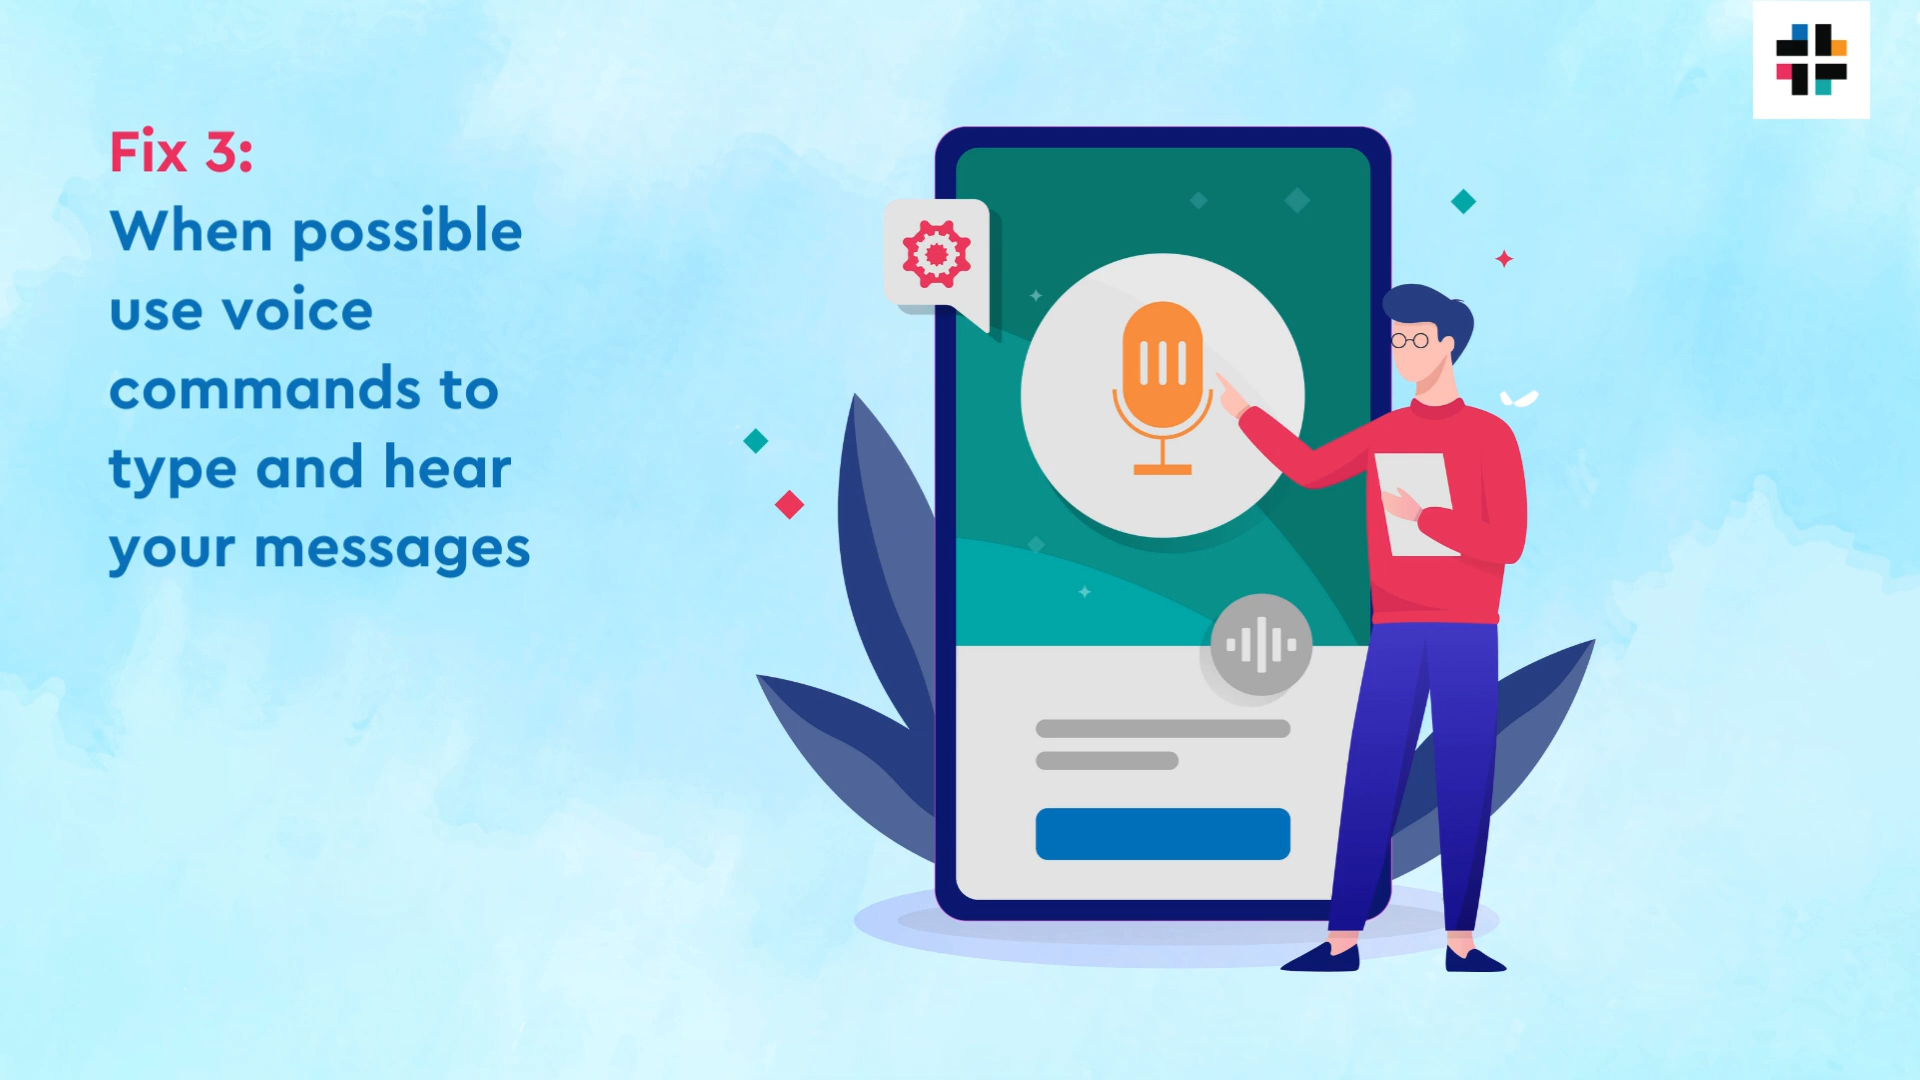 Fix 3:
When possible
use voice
commands to
type and hear
your messages